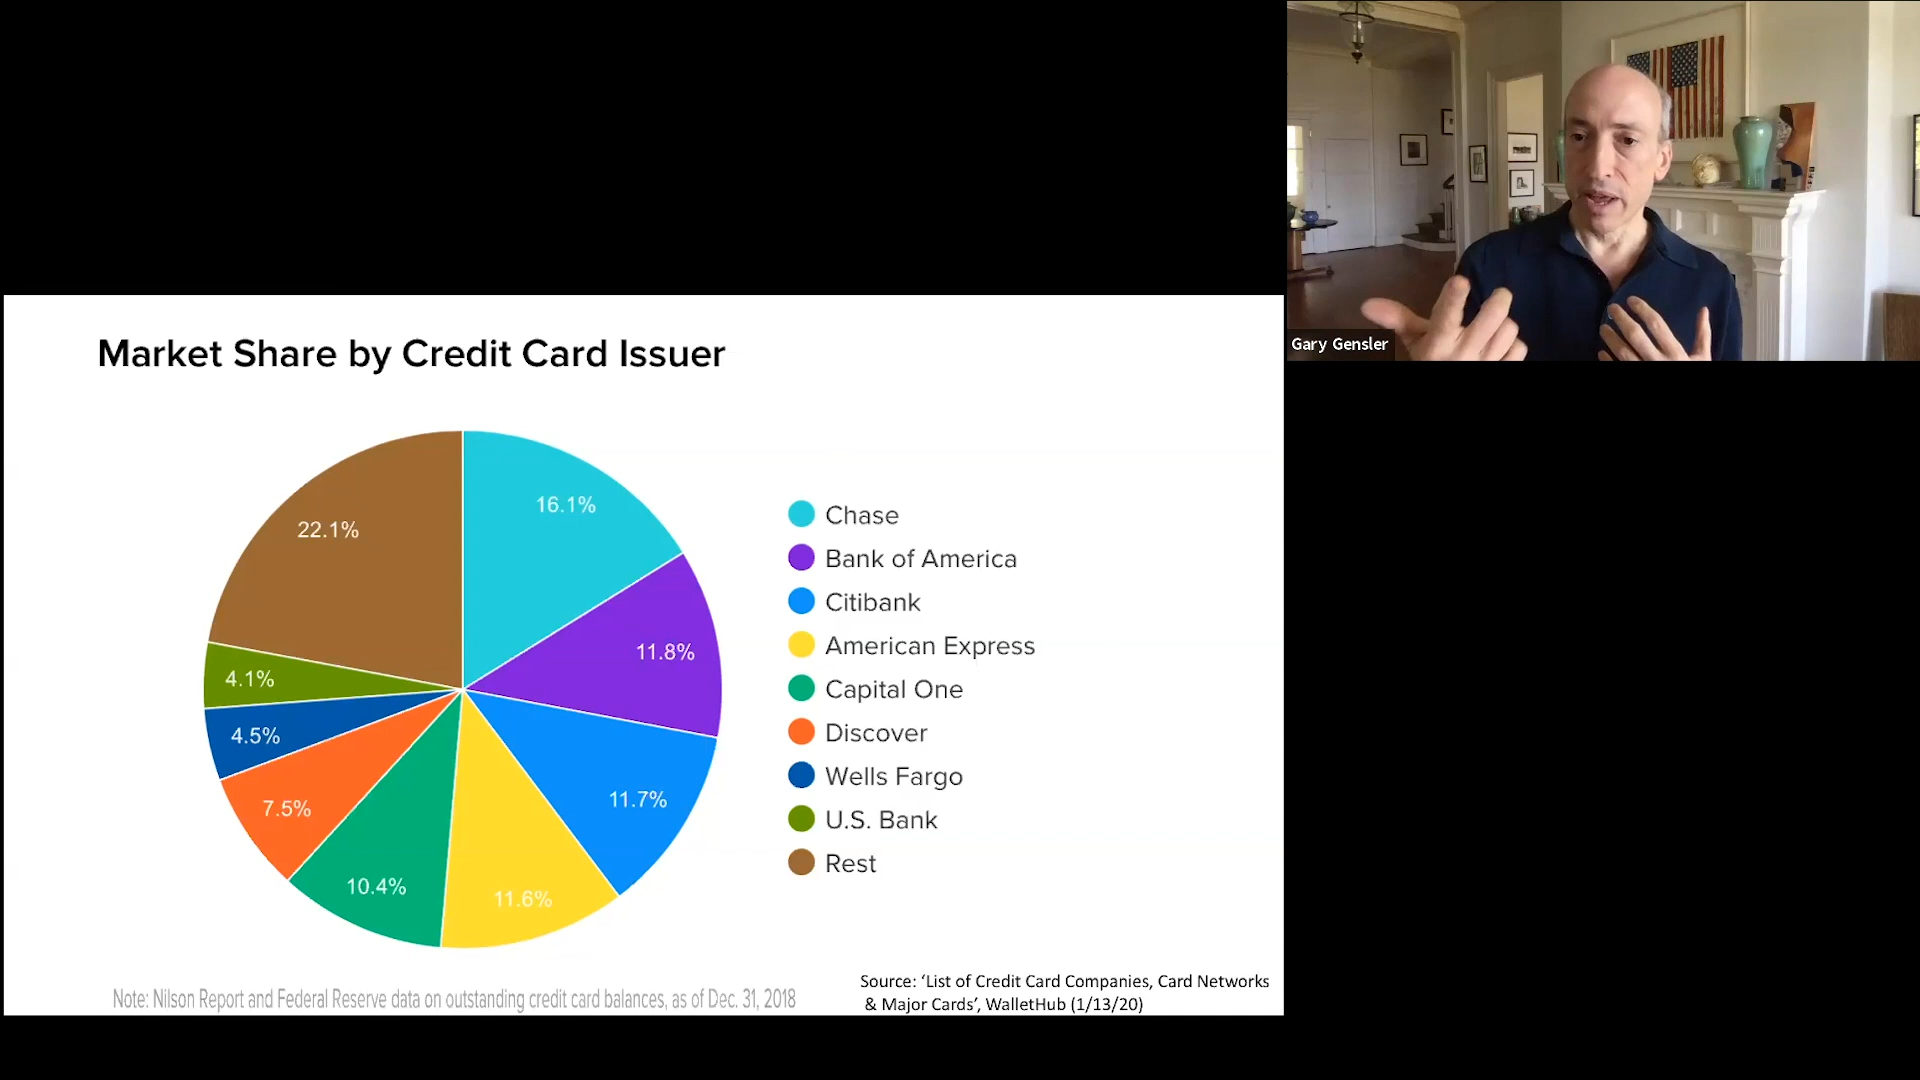 Gary Gensler
Market Share by Credit Card Issuer
16.1%
11.8%
11.7%
11.6%
10.4%
7.5%
4.5%
4.1%
22.1%
Chase
Bank of America
Citibank
American Express
Capital One
Discover
Wells Fargo
U.S. Bank
Rest
Note: Nilson Report and Federal Reserve data on outstanding credit card balances, as of Dec. 31, 2018
Source: ‘List of Credit Card Companies, Card Networks
& Major Cards’, WalletHub (1/13/20)